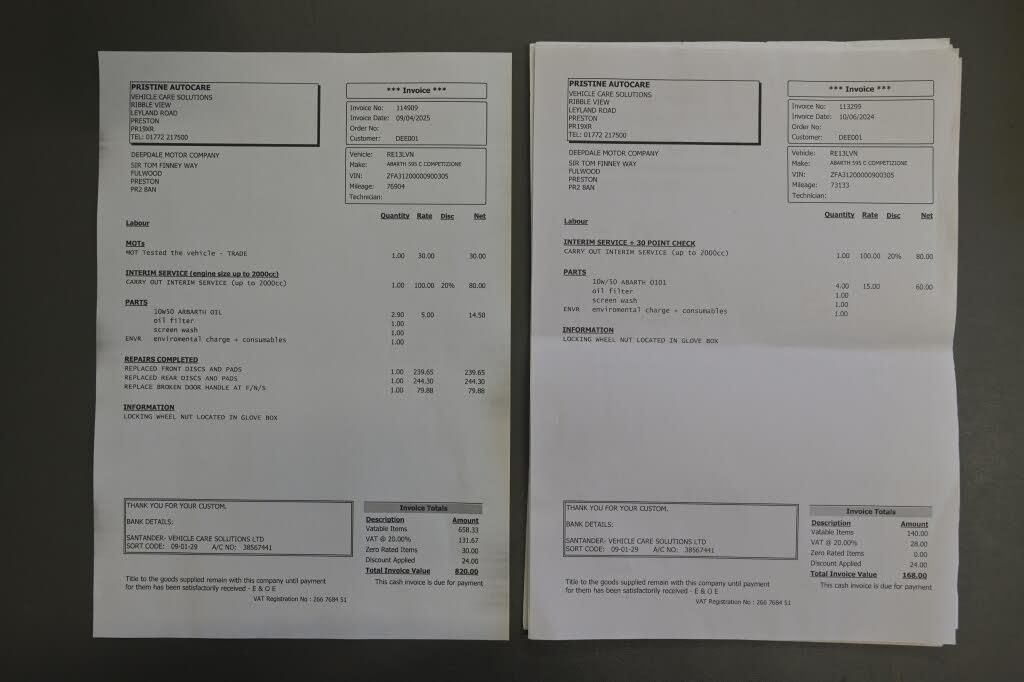 PRISTINE AUTOCARE
VEHICLE CARE SOLUTIONS
RIBBLE VIEW
LEYLAND ROAD
PRESTON
PR19XR
TEL: 01772 217500
*** Invoice ***
Invoice No: 114909
Invoice Date: 09/04/2025
Order No:
Customer: DEE001
DEEPDALE MOTOR COMPANY
SIR TOM FINNEY WAY
FULWOOD
PRESTON
PR2 8AN
Vehicle: RE13LVN
Make: ABARTH 595 C COMPETIZIONE
VIN: ZFA31200000900305
Mileage: 76904
Technician:
Labour Quantity Rate Disc Net
MOTs
MOT Tested the vehicle - TRADE 1.00 30.00 30.00
INTERIM SERVICE (engine size up to 2000cc)
CARRY OUT INTERIM SERVICE (up to 2000cc) 1.00 100.00 20% 80.00
PARTS
10W50 ARBARTH OIL 2.90 5.00 14.50
oil filter 1.00
screen wash 1.00
ENVR enviromental charge + consumables 1.00
REPAIRS COMPLETED
REPLACED FRONT DISCS AND PADS 1.00 239.65 239.65
REPLACED REAR DISCS AND PADS 1.00 244.30 244.30
REPLACE BROKEN DOOR HANDLE AT F/N/S 1.00 79.88 79.88
INFORMATION
LOCKING WHEEL NUT LOCATED IN GLOVE BOX
THANK YOU FOR YOUR CUSTOM.
BANK DETAILS:
SANTANDER- VEHICLE CARE SOLUTIONS LTD
SORT CODE: 09-01-29 A/C NO: 38567441
Invoice Totals
Description Amount
Vatable Items 658.33
VAT @ 20.00% 131.67
Zero Rated Items 30.00
Discount Applied 24.00
Total Invoice Value 820.00
This cash invoice is due for payment
Title to the goods supplied remain with this company until payment
for them has been satisfactorily received - E & O E
VAT Registration No : 266 7684 51
PRISTINE AUTOCARE
VEHICLE CARE SOLUTIONS
RIBBLE VIEW
LEYLAND ROAD
PRESTON
PR19XR
TEL: 01772 217500
*** Invoice ***
Invoice No: 113299
Invoice Date: 10/06/2024
Order No:
Customer: DEE001
DEEPDALE MOTOR COMPANY
SIR TOM FINNEY WAY
FULWOOD
PRESTON
PR2 8AN
Vehicle: RE13LVN
Make: ABARTH 595 C COMPETIZIONE
VIN: ZFA31200000900305
Mileage: 73133
Technician:
Labour Quantity Rate Disc Net
INTERIM SERVICE + 30 POINT CHECK
CARRY OUT INTERIM SERVICE (up to 2000cc) 1.00 100.00 20% 80.00
PARTS
10w/50 ABARTH 0101 4.00 15.00 60.00
oil filter 1.00
screen wash 1.00
ENVR enviromental charge + consumables 1.00
INFORMATION
LOCKING WHEEL NUT LOCATED IN GLOVE BOX
THANK YOU FOR YOUR CUSTOM.
BANK DETAILS:
SANTANDER- VEHICLE CARE SOLUTIONS LTD
SORT CODE: 09-01-29 A/C NO: 38567441
Invoice Totals
Description Amount
Vatable Items 140.00
VAT @ 20.00% 28.00
Zero Rated Items 0.00
Discount Applied 24.00
Total Invoice Value 168.00
This cash invoice is due for payment
Title to the goods supplied remain with this company until payment
for them has been satisfactorily received - E & O E
VAT Registration No : 266 7684 51